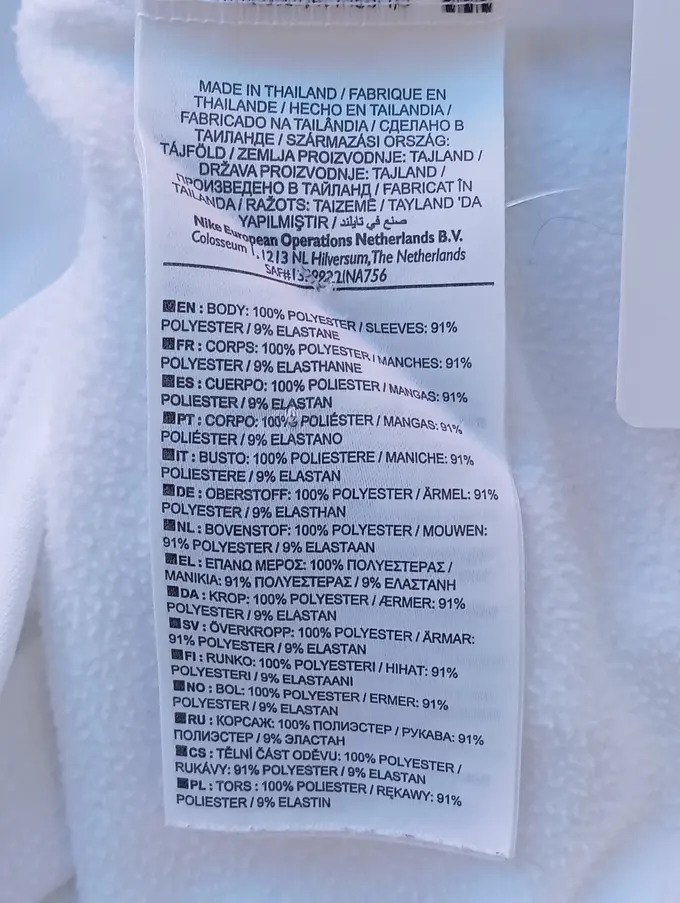 MADE IN THAILAND / FABRIQUE EN
THAILANDE / HECHO EN TAILANDIA /
FABRICADO NA TAILÂNDIA / СДЕЛАНО В
ТАИЛАНДЕ / SZÁRMAZÁSI ORSZÁG:
TÁJFÖLD / ZEMLJA PROIZVODNJE: TAJLAND /
DRŽAVA PROIZVODNJE: TAJLAND /
ПРОИЗВЕДЕНО В ТАЙЛАНД / FABRICAT ÎN
TAILANDA / RAŽOTS: TAIZEME / TAYLAND 'DA
YAPILMIŞTIR / صنع في تايلند
Nike European Operations Netherlands B.V.
Colosseum 1213 NL Hilversum, The Netherlands
EN : BODY: 100% POLYESTER / SLEEVES: 91%
POLYESTER / 9% ELASTANE
FR : CORPS: 100% POLYESTER / MANCHES: 91%
POLYESTER / 9% ELASTHANNE
ES : CUERPO: 100% POLIESTER / MANGAS: 91%
POLIESTER / 9% ELASTAN
PT : CORPO: 100% POLIÉSTER / MANGAS: 91%
POLIÉSTER / 9% ELASTANO
IT : BUSTO: 100% POLIESTERE / MANICHE: 91%
POLIESTERE / 9% ELASTAN
DE : OBERSTOFF: 100% POLYESTER / ÄRMEL: 91%
POLYESTER / 9% ELASTHAN
NL : BOVENSTOF: 100% POLYESTER / MOUWEN:
91% POLYESTER / 9% ELASTAAN
EL : ΕΠΑΝΩ ΜΕΡΟΣ: 100% ΠΟΛΥΕΣΤΕΡΑΣ /
ΜΑΝΙΚΙΑ: 91% ΠΟΛΥΕΣΤΕΡΑΣ / 9% ΕΛΑΣΤΑΝΗ
DA : KROP: 100% POLYESTER / ÆRMER: 91%
POLYESTER / 9% ELASTAN
SV : ÖVERKROPP: 100% POLYESTER / ÄRMAR:
91% POLYESTER / 9% ELASTAN
FI : RUNKO: 100% POLYESTERI / HIHAT: 91%
POLYESTERI / 9% ELASTAANI
NO : BOL: 100% POLYESTER / ERMER: 91%
POLYESTER / 9% ELASTAN
RU : КОРСАЖ: 100% ПОЛИЭСТЕР / РУКАВА: 91%
ПОЛИЭСТЕР / 9% ЭЛАСТАН
CS : TĚLNÍ ČÁST ODĚVU: 100% POLYESTER /
RUKÁVY: 91% POLYESTER / 9% ELASTAN
PL : TORS : 100% POLIESTER / RĘKAWY: 91%
POLIESTER / 9% ELASTIN